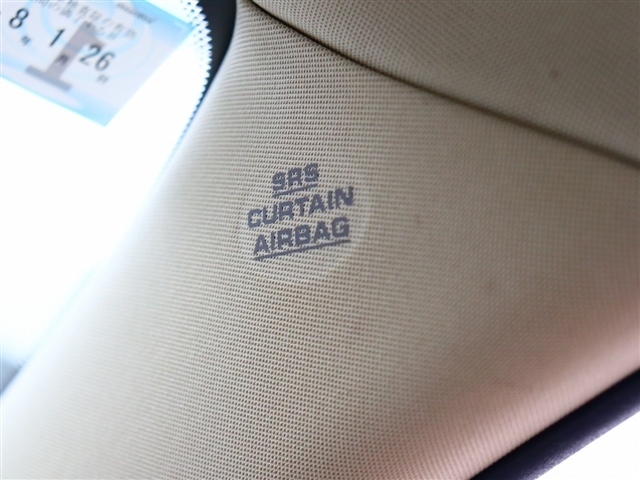 8 1 26
SRS
CURTAIN
AIRBAG